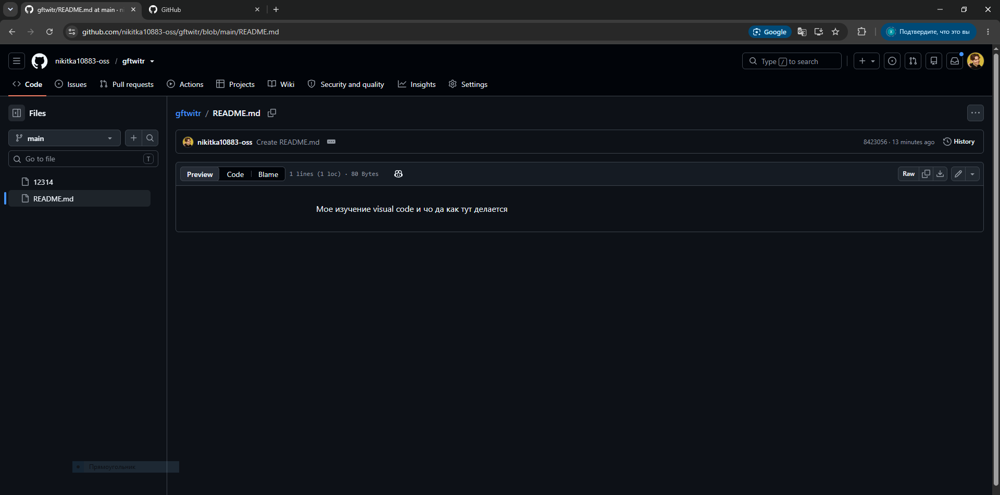 gftwitr/README.md at main · n
GitHub
github.com/nikitka10883-oss/gftwitr/blob/main/README.md
Google
Подтвердите, что это вы
nikitka10883-oss / gftwitr
Type / to search
Code
Issues
Pull requests
Actions
Projects
Wiki
Security and quality
Insights
Settings
Files
main
Go to file
T
12314
README.md
gftwitr / README.md
nikitka10883-oss Create README.md
8423056 · 13 minutes ago
History
Preview
Code
Blame
1 lines (1 loc) · 80 Bytes
Raw
Мое изучение visual code и чо да как тут делается
Прямоугольник